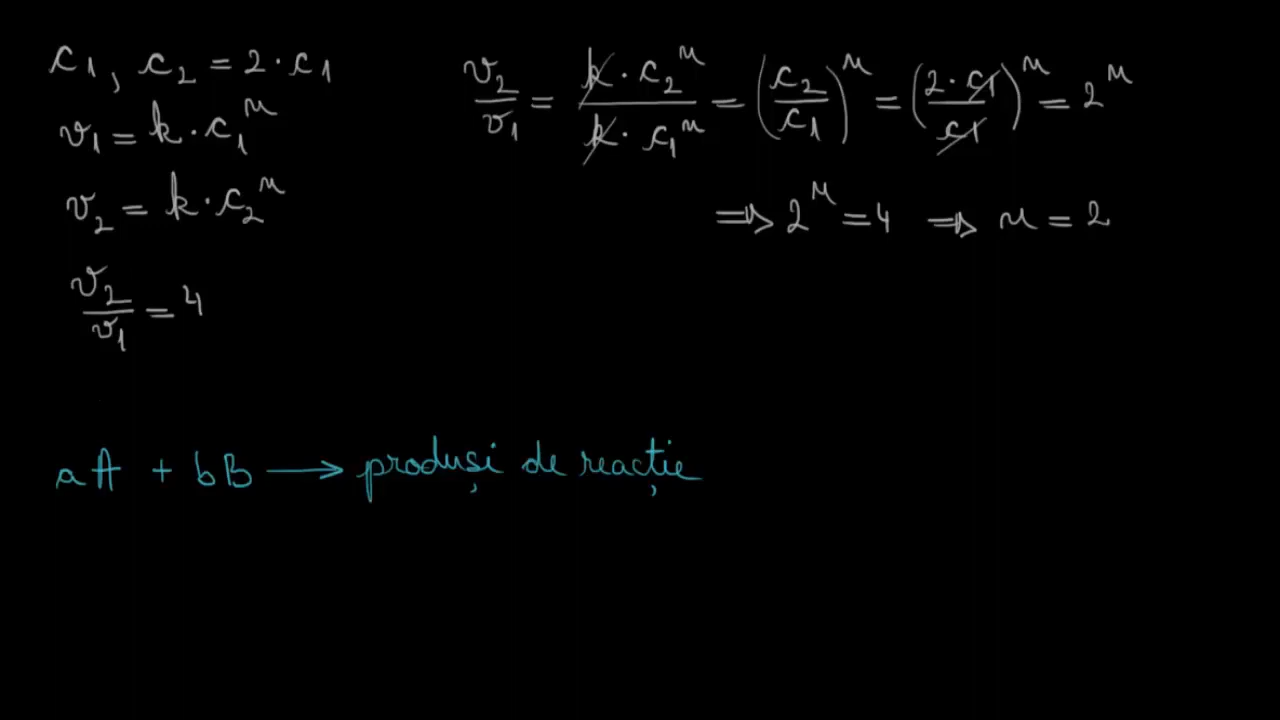 c₁, c₂ = 2 · c₁
v₁ = k · c₁ⁿ
v₂ = k · c₂ⁿ
v₂/v₁ = 4
v₂/v₁ = k · c₂ⁿ / k · c₁ⁿ = (c₂/c₁)ⁿ = (2 · c₁/c₁)ⁿ = 2ⁿ
⇒ 2ⁿ = 4 ⇒ n = 2
aA + bB → produși de reacție